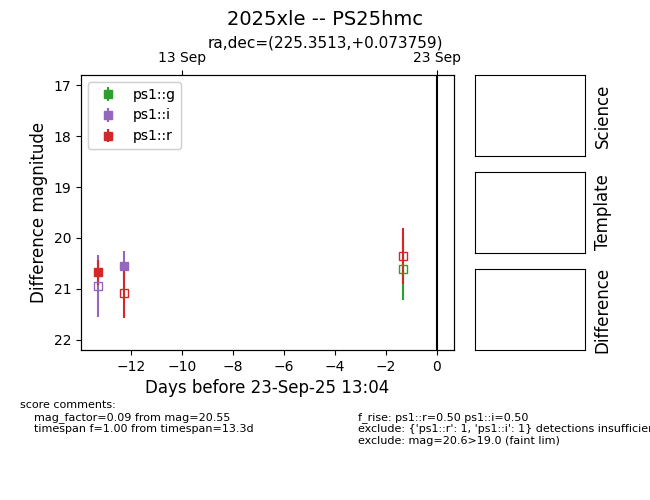 2025xle -- PS25hmc
ra,dec=(225.3513,+0.073759)
13 Sep
23 Sep
17
18
19
20
21
22
Difference magnitude
ps1::g
ps1::i
ps1::r
−12
−10
−8
−6
−4
−2
0
Days before 23-Sep-25 13:04
Science
Template
Difference
score comments:
mag_factor=0.09 from mag=20.55
timespan f=1.00 from timespan=13.3d
f_rise: ps1::r=0.50 ps1::i=0.50
exclude: {'ps1::r': 1, 'ps1::i': 1} detections insufficien
exclude: mag=20.6>19.0 (faint lim)